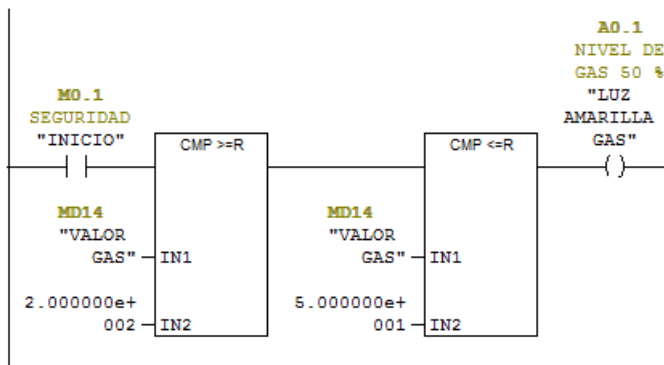 A0.1
NIVEL DE
GAS 50 %
"LUZ
AMARILLA
GAS"
M0.1
SEGURIDAD
"INICIO"
CMP >=R
CMP <=R
MD14
"VALOR
GAS"
IN1
2.000000e+
002
IN2
MD14
"VALOR
GAS"
IN1
5.000000e+
001
IN2